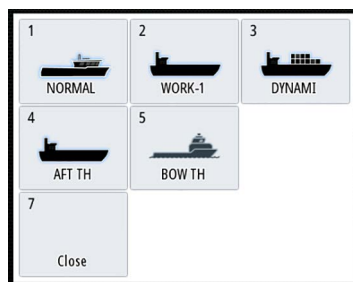 1
NORMAL
2
WORK-1
3
DYNAMI
4
AFT TH
5
BOW TH
7
Close